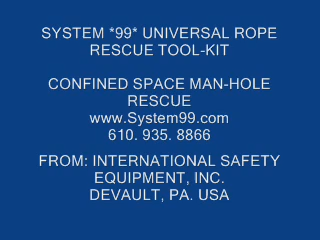 SYSTEM *99* UNIVERSAL ROPE
RESCUE TOOL-KIT
CONFINED SPACE MAN-HOLE
RESCUE
www.System99.com
610. 935. 8866
FROM: INTERNATIONAL SAFETY
EQUIPMENT, INC.
DEVAULT, PA. USA